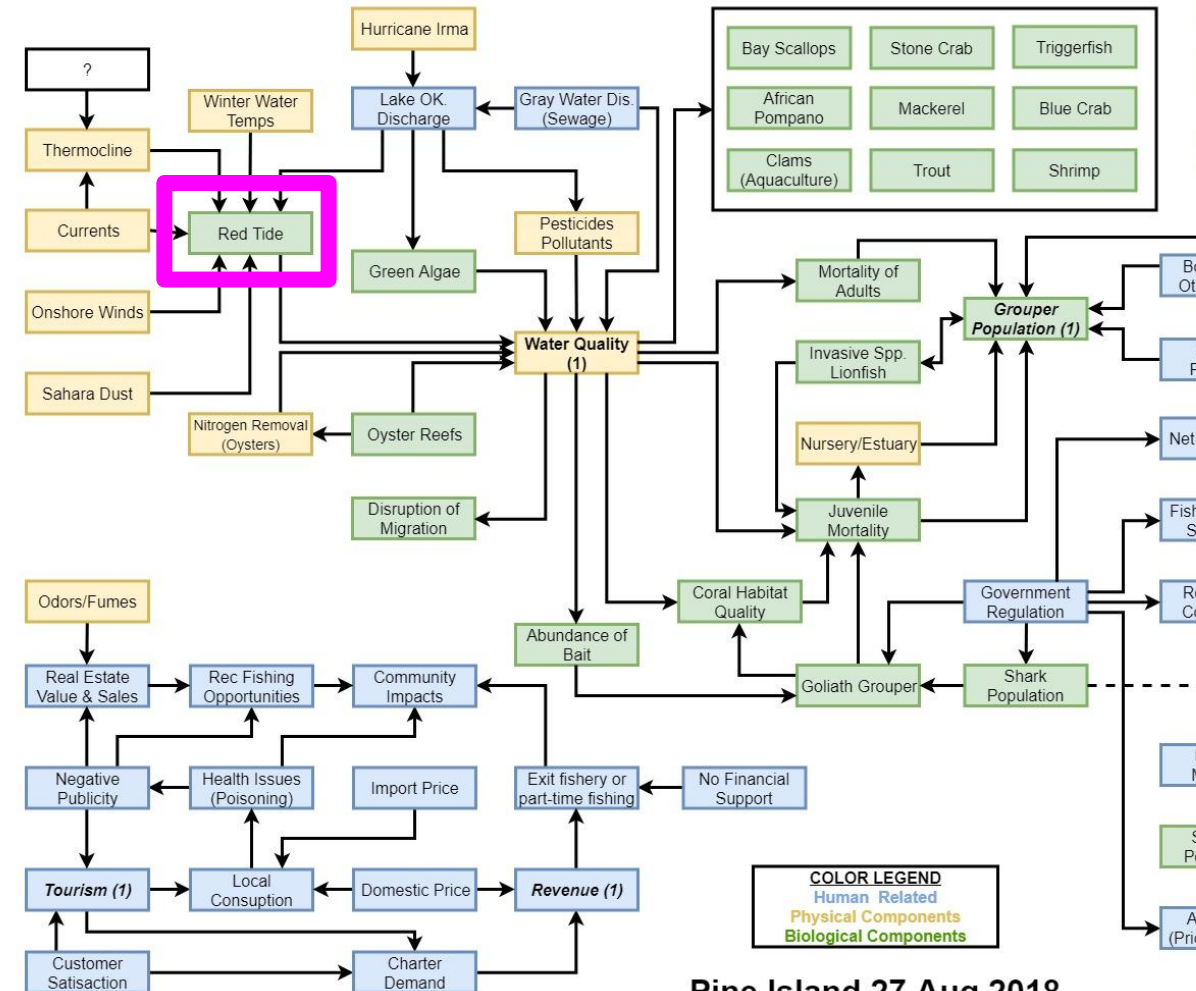 Hurricane Irma
?
Winter Water
Temps
Lake OK.
Discharge
Gray Water Dis.
(Sewage)
Bay Scallops
Stone Crab
Triggerfish
African
Pompano
Mackerel
Blue Crab
Clams
(Aquaculture)
Trout
Shrimp
Thermocline
Currents
Red Tide
Pesticides
Pollutants
Green Algae
Onshore Winds
Sahara Dust
Water Quality
(1)
Mortality of
Adults
Grouper
Population (1)
Invasive Spp.
Lionfish
Nitrogen Removal
(Oysters)
Oyster Reefs
Nursery/Estuary
Net
Disruption of
Migration
Juvenile
Mortality
Odors/Fumes
Coral Habitat
Quality
Government
Regulation
Abundance of
Bait
Goliath Grouper
Shark
Population
Real Estate
Value & Sales
Rec Fishing
Opportunities
Community
Impacts
Negative
Publicity
Health Issues
(Poisoning)
Import Price
Exit fishery or
part-time fishing
No Financial
Support
Tourism (1)
Local
Consuption
Domestic Price
Revenue (1)
Customer
Satisaction
Charter
Demand
COLOR LEGEND
Human Related
Physical Components
Biological Components
Pine Island 27 Aug 2018